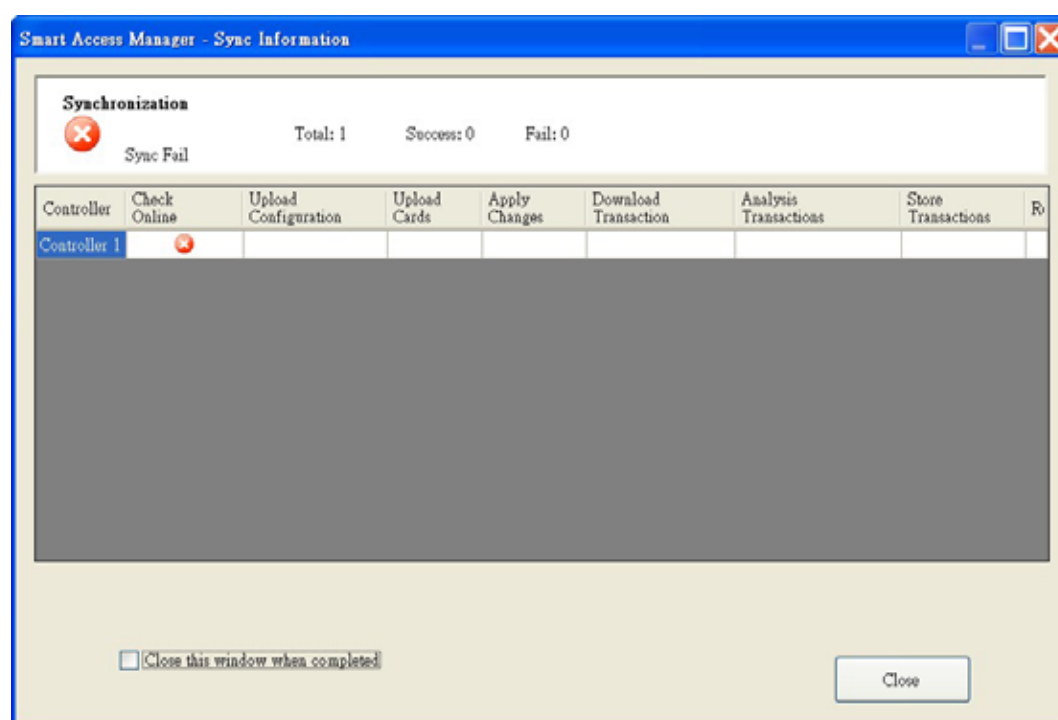 Smart Access Manager - Sync Information
Synchronization
Total: 1 Success: 0 Fail: 0
Sync Fail
Controller Check Online Upload Configuration Upload Cards Apply Changes Download Transaction Analysis Transactions Store Transactions
Controller 1
Close this window when completed
Close